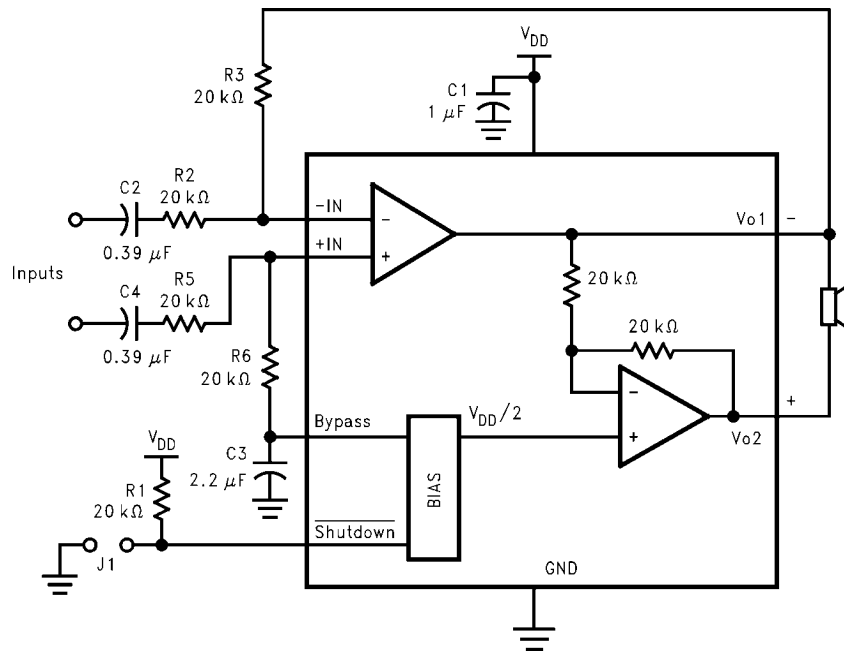 V_DD
R3
20 kΩ
C1
1 μF
C2
0.39 μF
R2
20 kΩ
-IN
+IN
-
+
Vo1
-
Inputs
C4
0.39 μF
R5
20 kΩ
20 kΩ
20 kΩ
R6
20 kΩ
Bypass
V_DD/2
-
+
+
Vo2
V_DD
C3
2.2 μF
BIAS
R1
20 kΩ
Shutdown
J1
GND